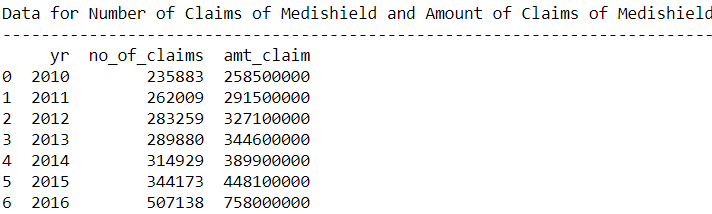 Data for Number of Claims of Medishield and Amount of Claims of Medishield
--------------------------------------------------------------------------
yr no_of_claims amt_claim
0 2010 235883 258500000
1 2011 262009 291500000
2 2012 283259 327100000
3 2013 289880 344600000
4 2014 314929 389900000
5 2015 344173 448100000
6 2016 507138 758000000